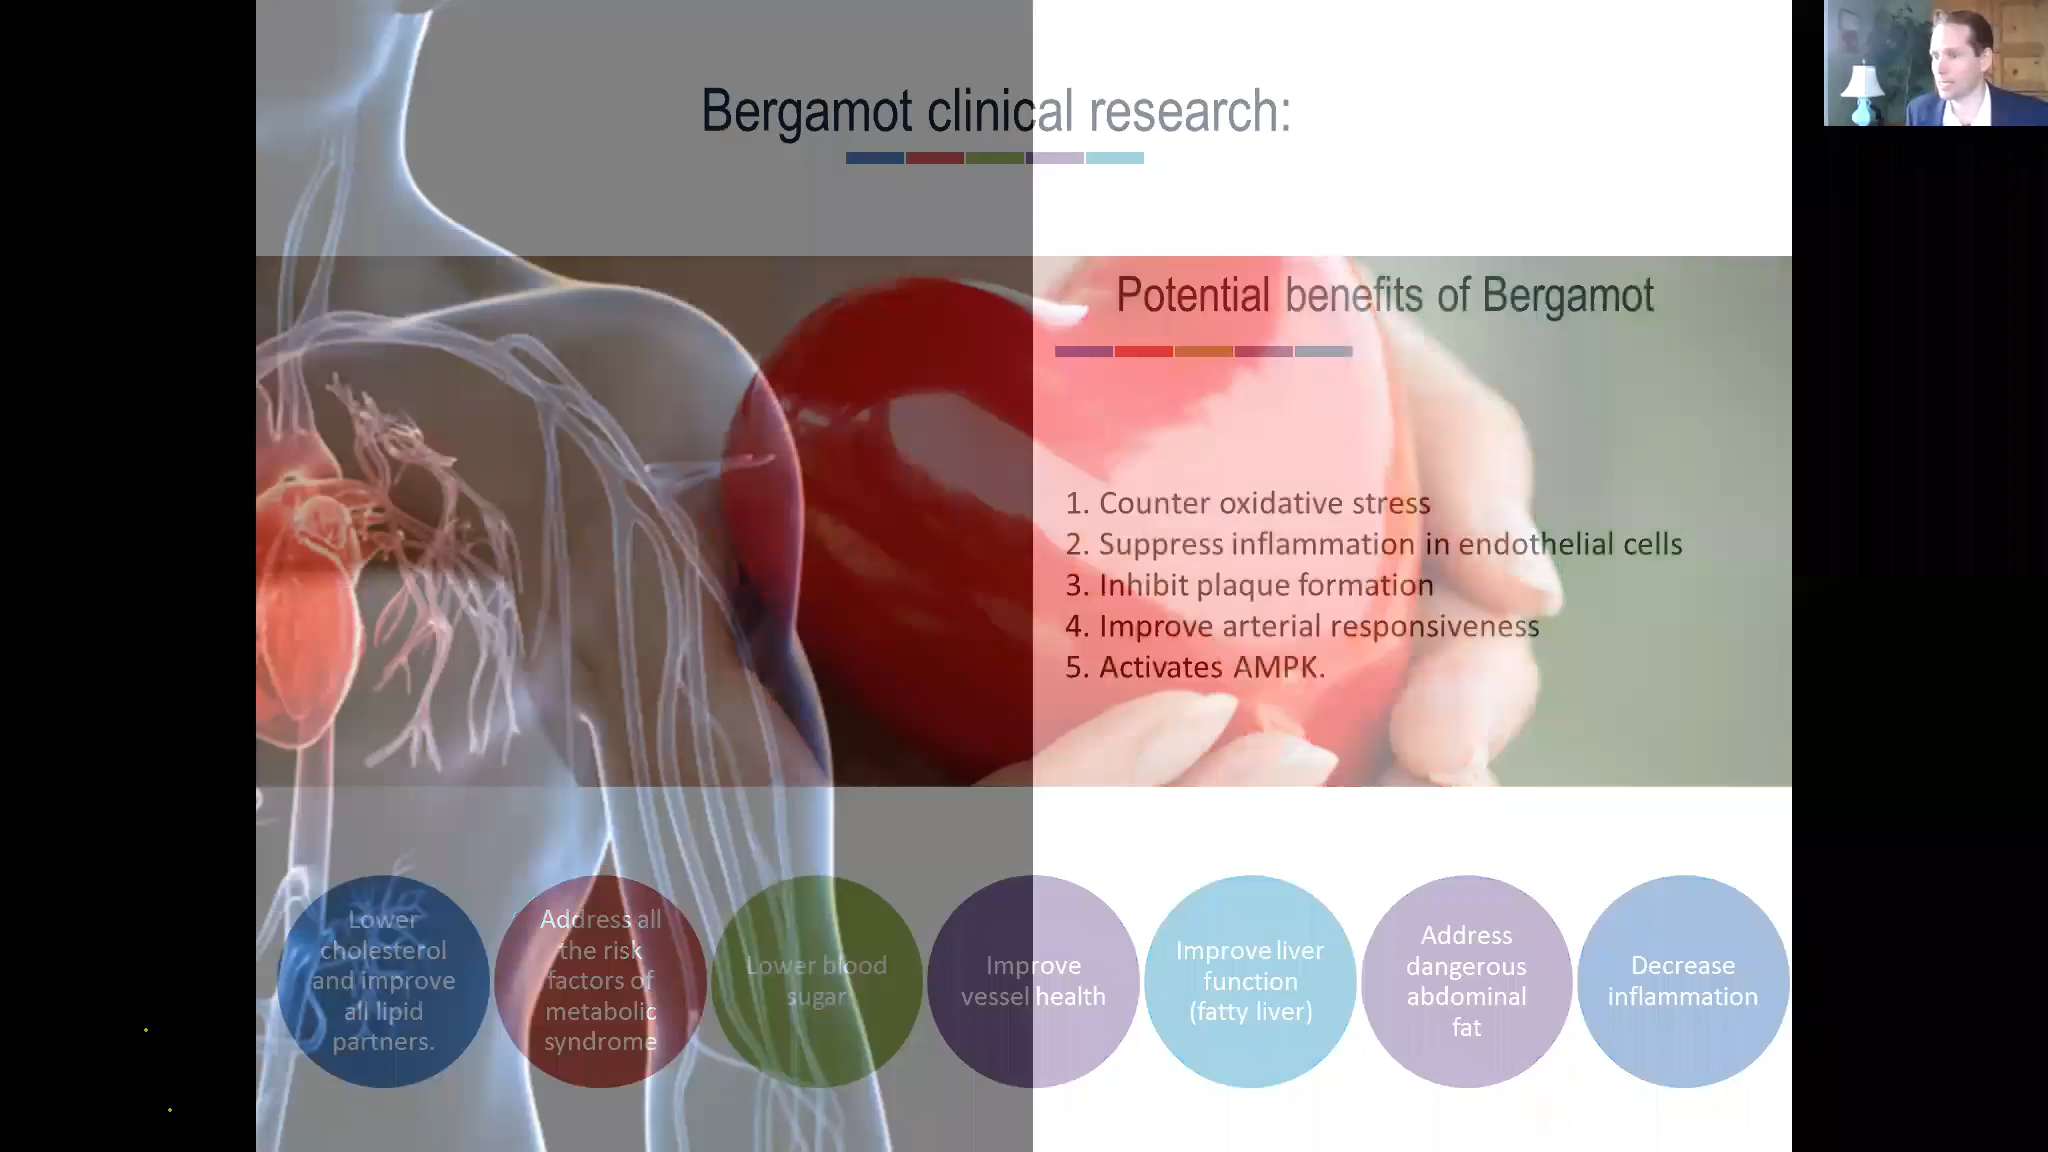 Bergamot clinical research:
Potential benefits of Bergamot
1. Counter oxidative stress
2. Suppress inflammation in endothelial cells
3. Inhibit plaque formation
4. Improve arterial responsiveness
5. Activates AMPK.
Lower
cholesterol
and improve
all lipid
partners.
Address all
the risk
factors of
metabolic
syndrome
Lower blood
sugar
Improve
vessel health
Improve liver
function
(fatty liver)
Address
dangerous
abdominal
fat
Decrease
inflammation